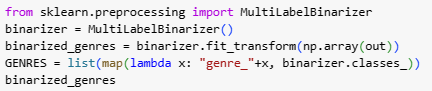 from sklearn.preprocessing import MultiLabelBinarizer
binarizer = MultiLabelBinarizer()
binarized_genres = binarizer.fit_transform(np.array(out))
GENRES = list(map(lambda x: "genre_"+x, binarizer.classes_))
binarized_genres